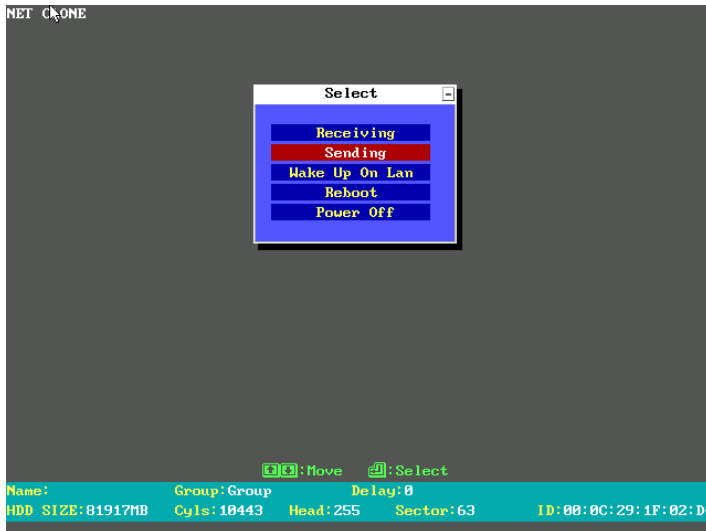 NET CLONE
Select
Receiving
Sending
Wake Up On Lan
Reboot
Power Off
:Move :Select
Name: Group:Group Delay:0
HDD SIZE:81917MB Cyls:10443 Head:255 Sector:63 ID:00:0C:29:1F:02:D